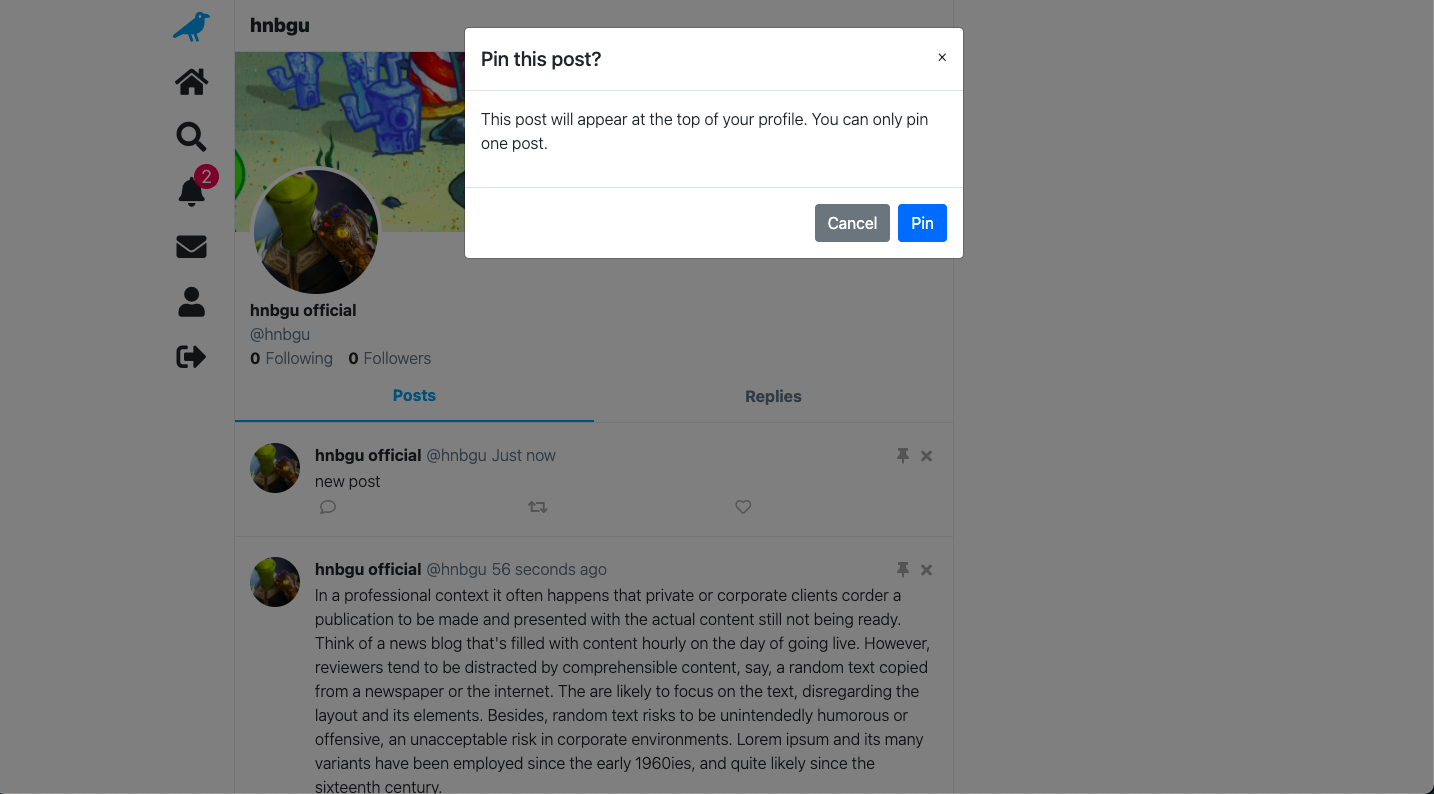 hnbgu
Pin this post?
×
This post will appear at the top of your profile. You can only pin
one post.
Cancel Pin
2
hnbgu official
@hnbgu
0 Following 0 Followers
Posts Replies
hnbgu official @hnbgu Just now
new post
hnbgu official @hnbgu 56 seconds ago
In a professional context it often happens that private or corporate clients corder a
publication to be made and presented with the actual content still not being ready.
Think of a news blog that's filled with content hourly on the day of going live. However,
reviewers tend to be distracted by comprehensible content, say, a random text copied
from a newspaper or the internet. The are likely to focus on the text, disregarding the
layout and its elements. Besides, random text risks to be unintendedly humorous or
offensive, an unacceptable risk in corporate environments. Lorem ipsum and its many
variants have been employed since the early 1960ies, and quite likely since the
sixteenth century.